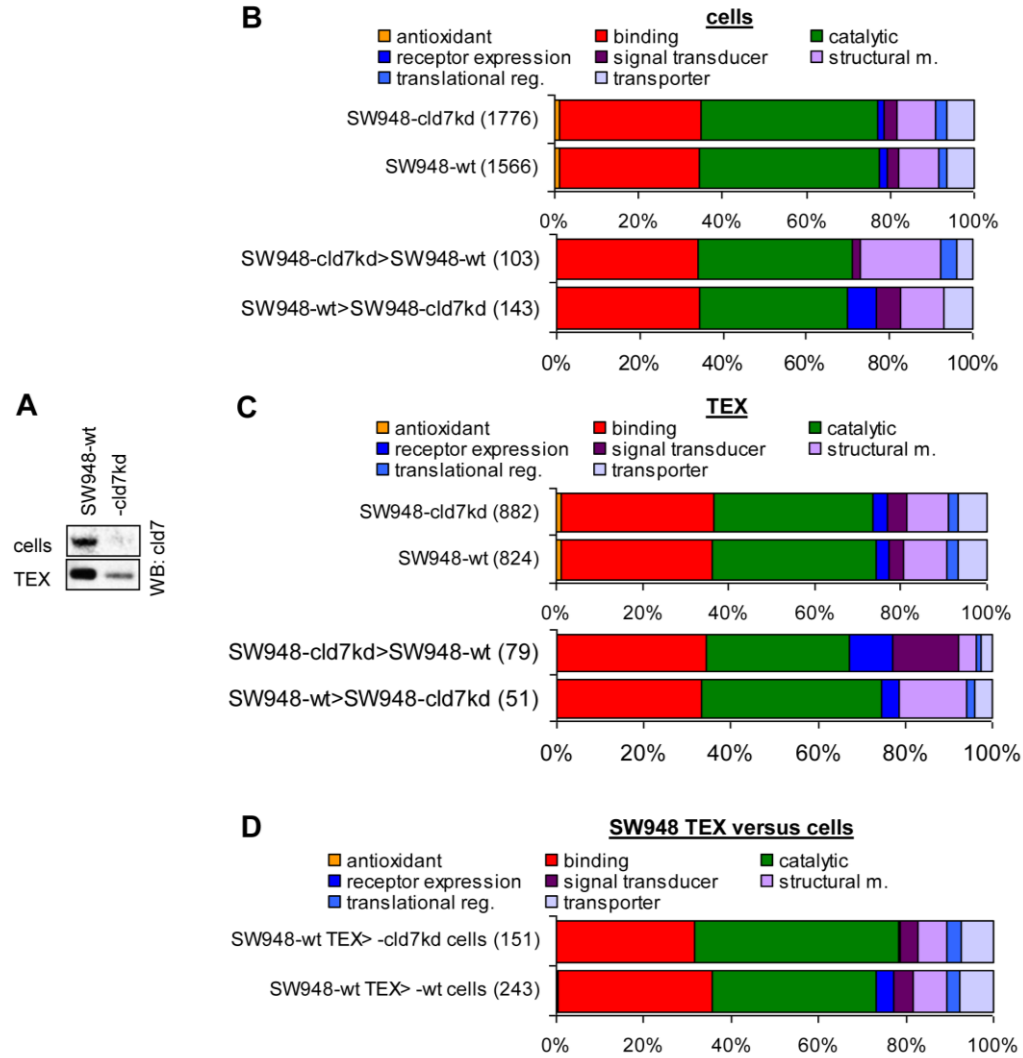 B
cells
antioxidant binding catalytic
receptor expression signal transducer structural m.
translational reg. transporter
SW948-cld7kd (1776)
SW948-wt (1566)
0% 20% 40% 60% 80% 100%
SW948-cld7kd>SW948-wt (103)
SW948-wt>SW948-cld7kd (143)
0% 20% 40% 60% 80% 100%
A
SW948-wt
-cld7kd
cells
TEX
WB: cld7
C
TEX
antioxidant binding catalytic
receptor expression signal transducer structural m.
translational reg. transporter
SW948-cld7kd (882)
SW948-wt (824)
0% 20% 40% 60% 80% 100%
SW948-cld7kd>SW948-wt (79)
SW948-wt>SW948-cld7kd (51)
0% 20% 40% 60% 80% 100%
D
SW948 TEX versus cells
antioxidant binding catalytic
receptor expression signal transducer structural m.
translational reg. transporter
SW948-wt TEX> -cld7kd cells (151)
SW948-wt TEX> -wt cells (243)
0% 20% 40% 60% 80% 100%